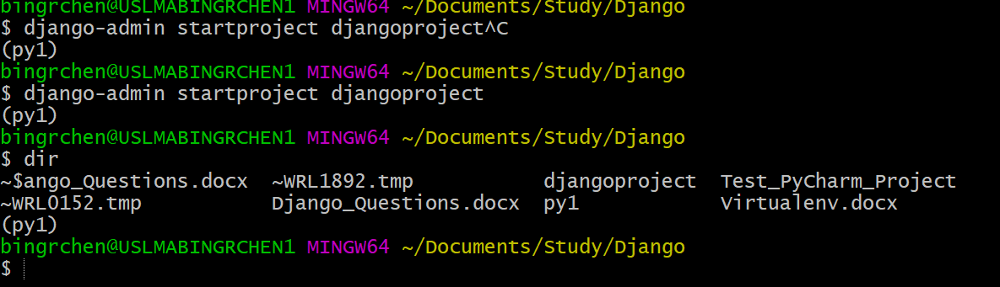 bingrchen@USLMABINGRCHEN1 MINGW64 ~/Documents/Study/Django
$ django-admin startproject djangoproject^C
(py1)
bingrchen@USLMABINGRCHEN1 MINGW64 ~/Documents/Study/Django
$ django-admin startproject djangoproject
(py1)
bingrchen@USLMABINGRCHEN1 MINGW64 ~/Documents/Study/Django
$ dir
~$ango_Questions.docx  ~WRL1892.tmp           djangoproject  Test_PyCharm_Project
~WRL0152.tmp           Django_Questions.docx  py1            Virtualenv.docx
(py1)
bingrchen@USLMABINGRCHEN1 MINGW64 ~/Documents/Study/Django
$